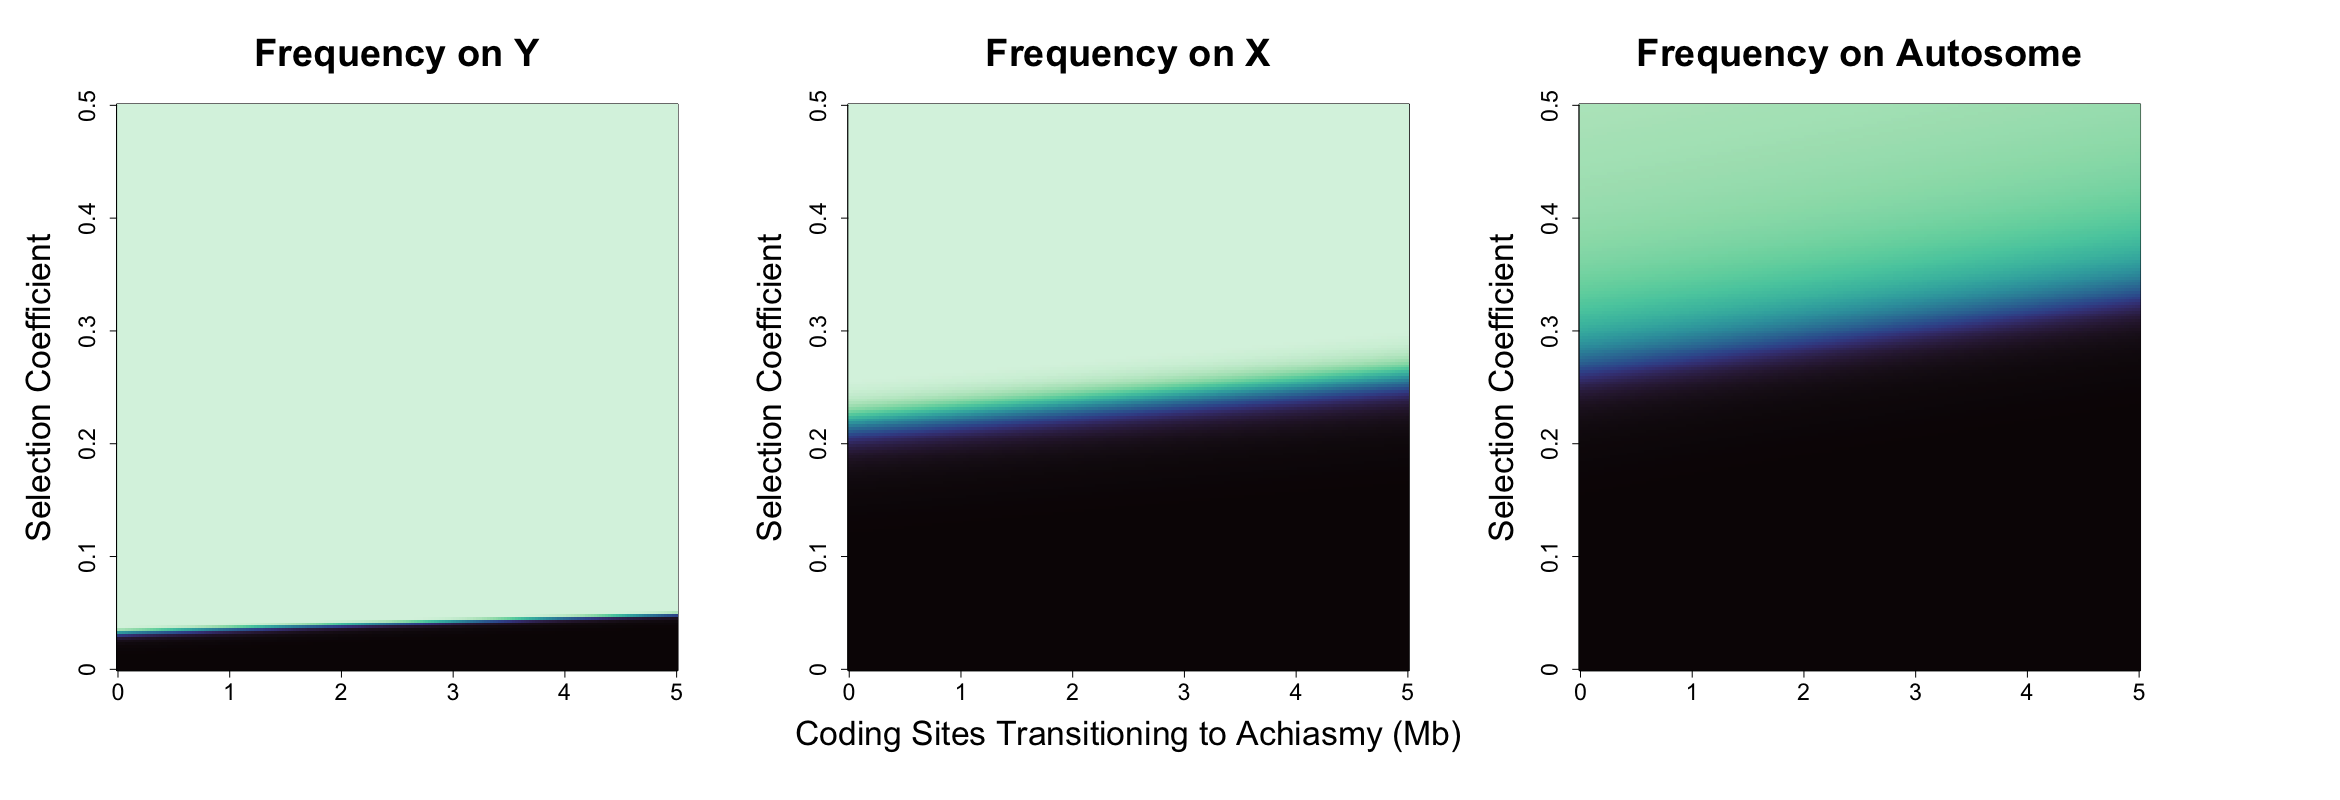 Frequency on Y
Frequency on X
Frequency on Autosome
Selection Coefficient
0.5
0.4
0.3
0.2
0.1
0
0 1 2 3 4 5
Selection Coefficient
0.5
0.4
0.3
0.2
0.1
0
0 1 2 3 4 5
Selection Coefficient
0.5
0.4
0.3
0.2
0.1
0
0 1 2 3 4 5
Coding Sites Transitioning to Achiasmy (Mb)